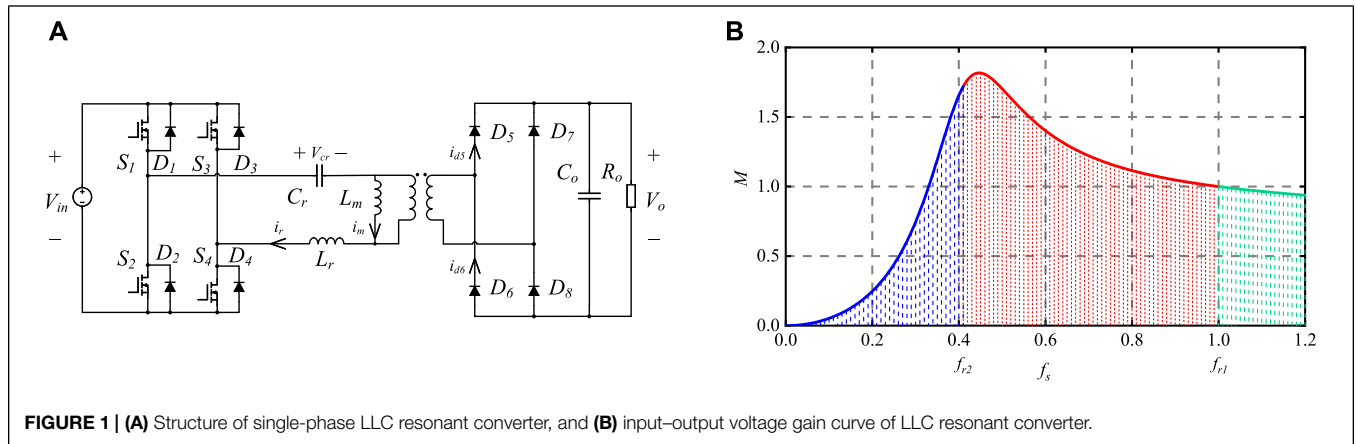 A
S1
D1
S3
D3
+ Vcr −
id5
D5
D7
+
Vin
−
Cr
Lm
Co
Ro
+
Vo
−
ir
im
Lr
S2
D2
S4
D4
id6
D6
D8
B
2.0
1.5
1.0
0.5
0.0
M
0.0 0.2 0.4 0.6 0.8 1.0 1.2
fr2 fs fr1
FIGURE 1 | (A) Structure of single-phase LLC resonant converter, and (B) input–output voltage gain curve of LLC resonant converter.